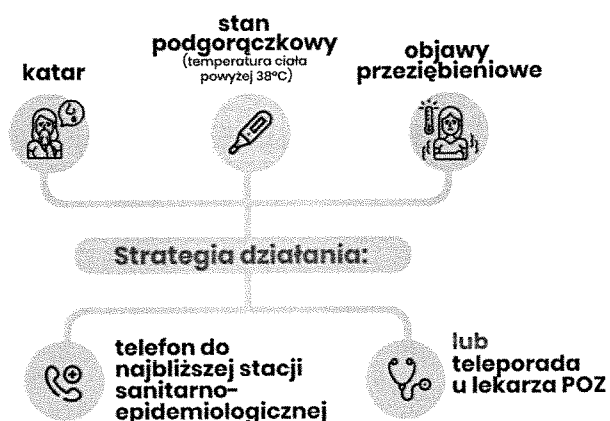 katar
stan
podgorączkowy
(temperatura ciała
powyżej 38°C)
objawy
przeziębieniowe
Strategia działania:
telefon do
najbliższej stacji
sanitarno-
epidemiologicznej
lub
teleporada
u lekarza POZ